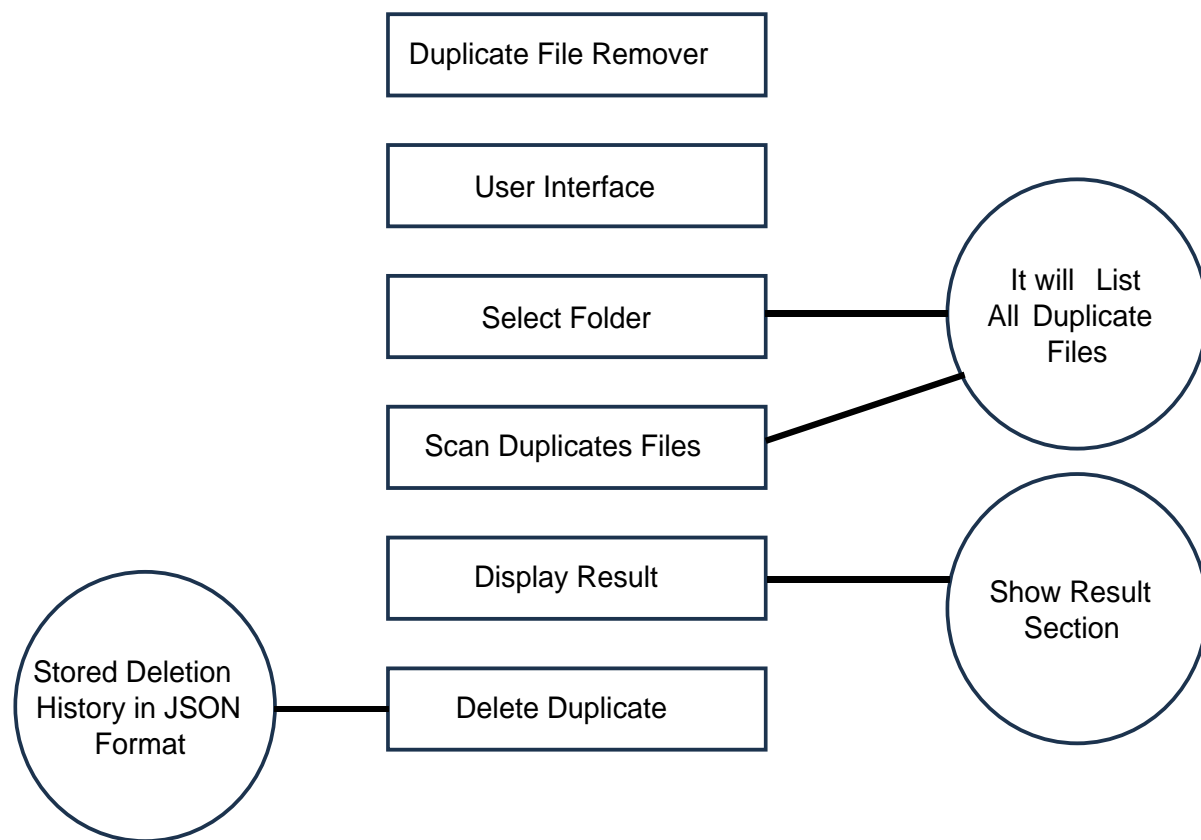 Duplicate File Remover
User Interface
Select Folder
It will List
All Duplicate
Files
Scan Duplicates Files
Display Result
Show Result
Section
Stored Deletion
History in JSON
Format
Delete Duplicate